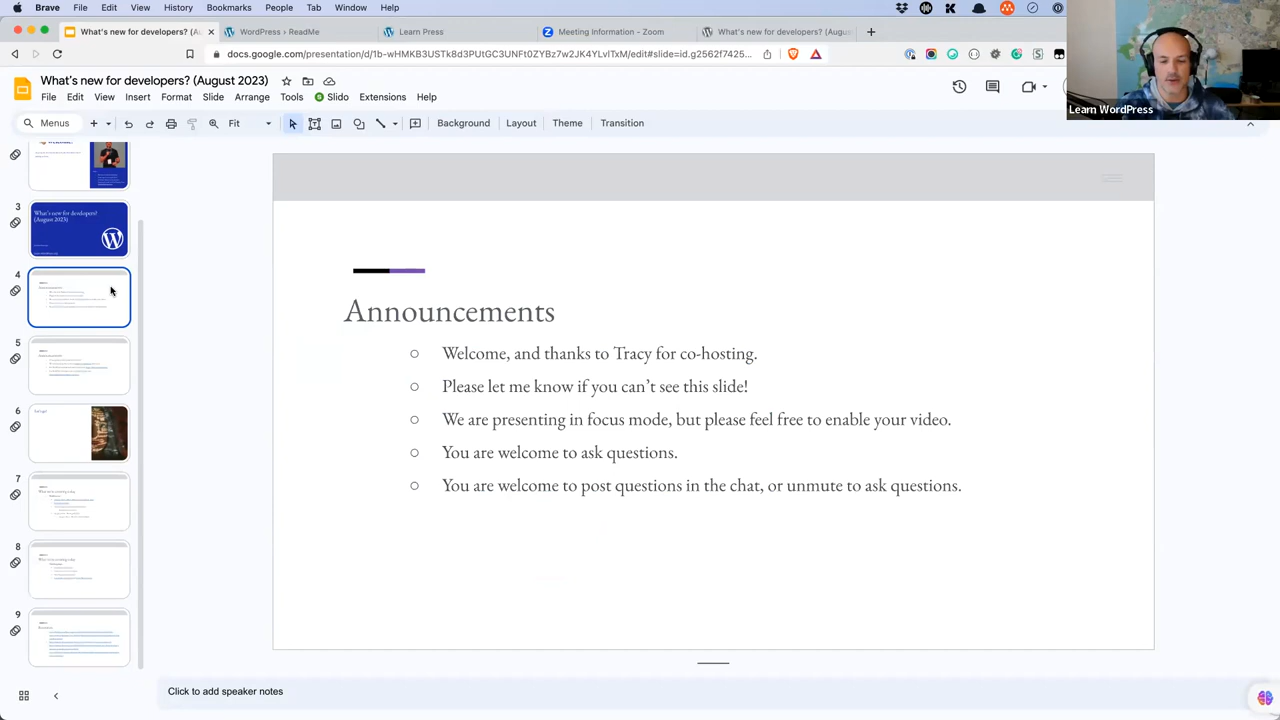 Brave File Edit View History Bookmarks People Tab Window Help
What's new for developers? (Au
WordPress › ReadMe
Learn Press
Meeting Information - Zoom
What's new for developers? (Augu
docs.google.com/presentation/d/1b-wHMKB3USTk8d3PUtGC3UNFt0ZYBz7w2JK4YLvlTxM/edit#slide=id.g2562f7425...
What's new for developers? (August 2023)
File Edit View Insert Format Slide Arrange Tools Slido Extensions Help
Menus
Fit
Transition
Learn WordPress
3
What's new for developers?
(August 2023)
4
5
6
7
8
9
Announcements
○ Welcome and thanks to Tracy for co-hosting.
○ Please let me know if you can't see this slide!
○ We are presenting in focus mode, but please feel free to enable your video.
○ You are welcome to ask questions.
○ You are welcome to post questions in the chat, or unmute to ask questions.
Click to add speaker notes